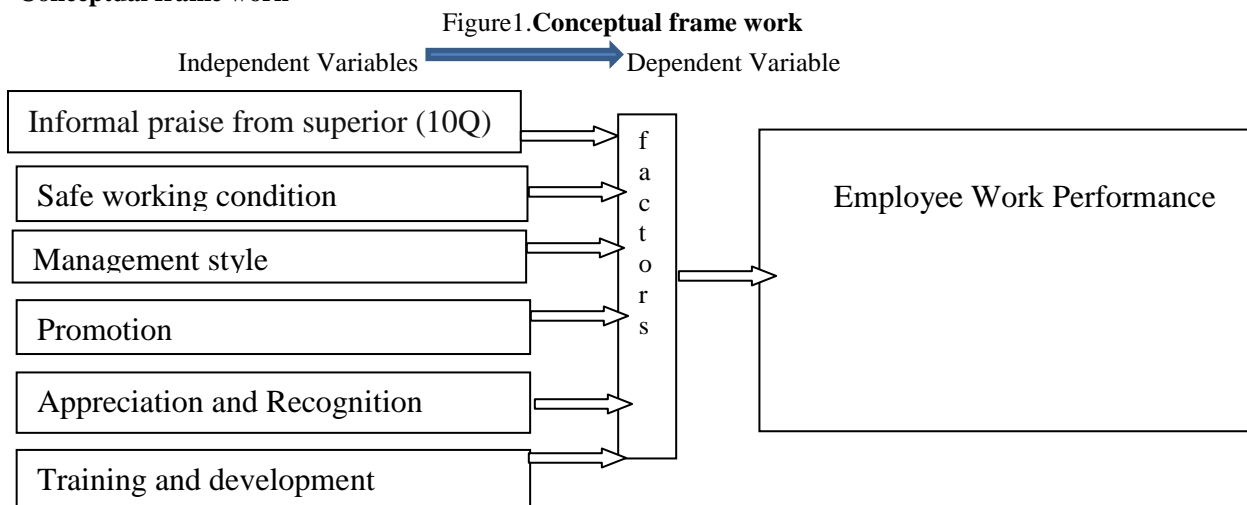 Conceptual frame work
Figure1.Conceptual frame work
Independent Variables
Dependent Variable
Informal praise from superior (10Q)
Safe working condition
Management style
Promotion
Appreciation and Recognition
Training and development
factors
Employee Work Performance